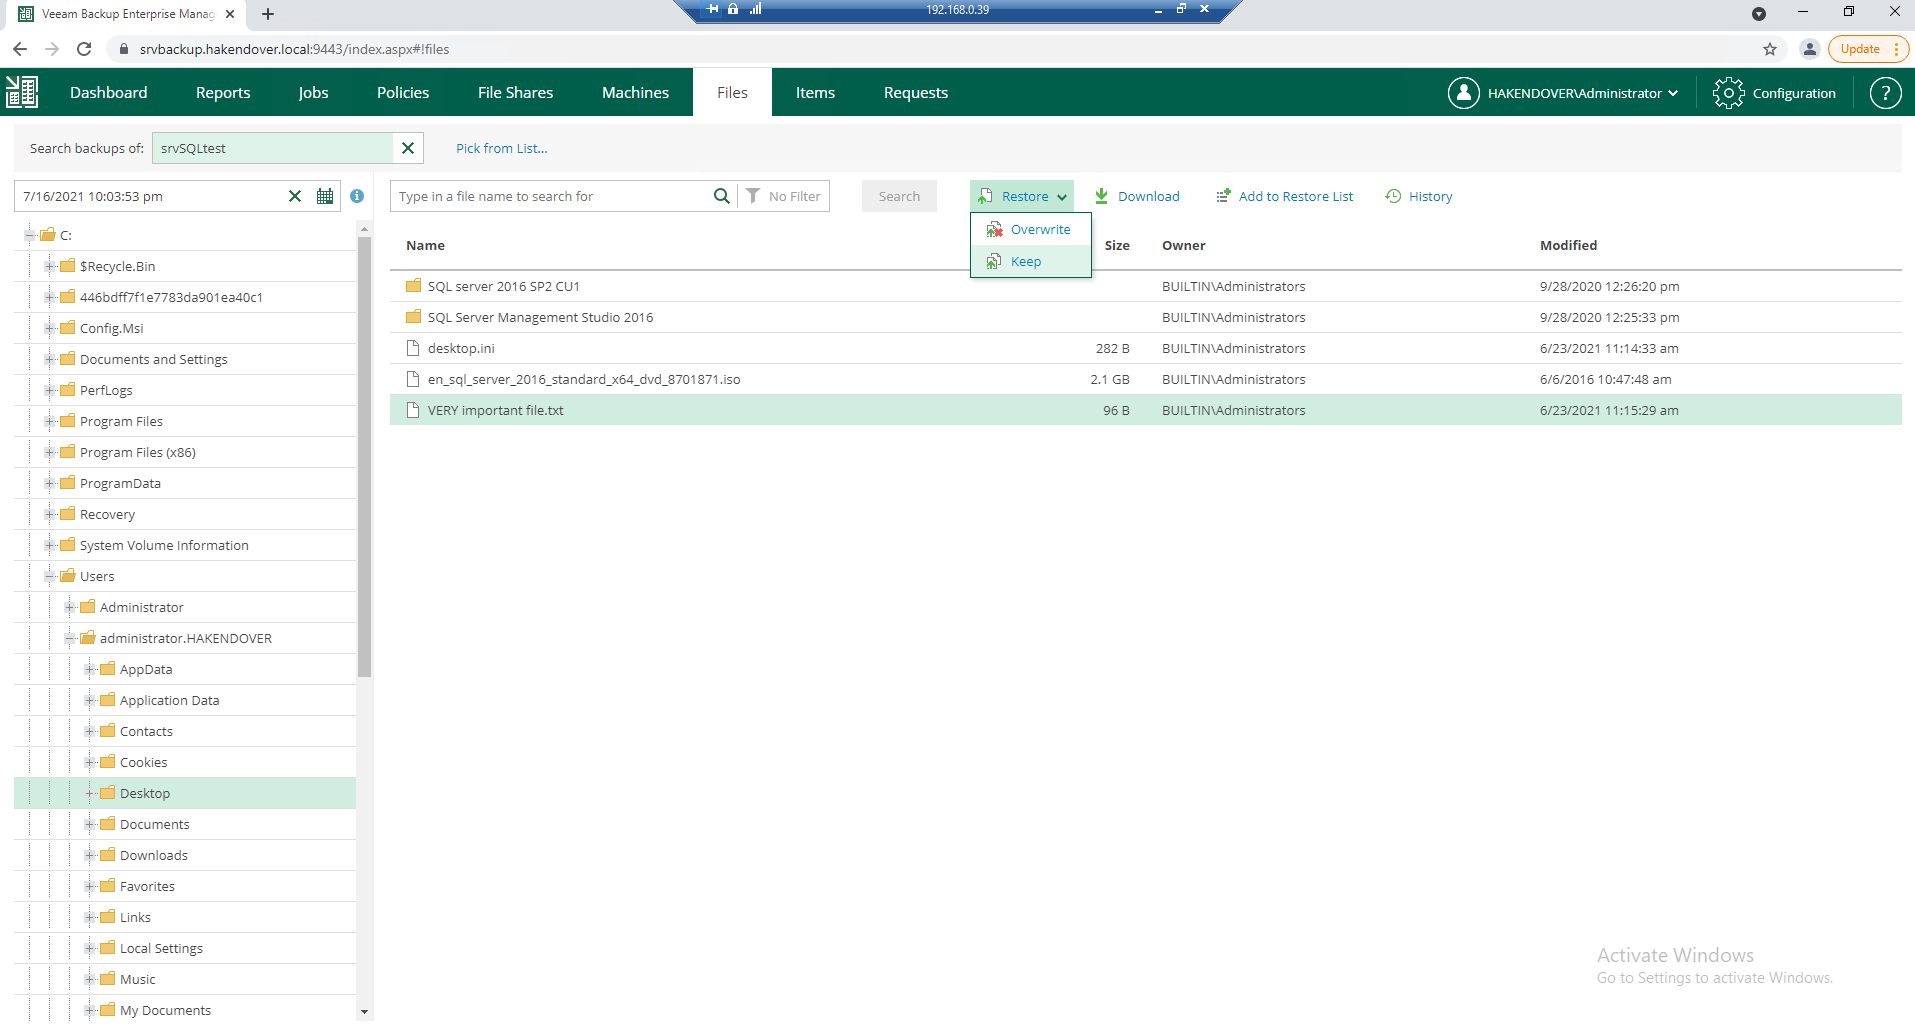 Veeam Backup Enterprise Manag
192.168.0.39
srvbackup.hakendover.local:9443/index.aspx#!files
Update
Dashboard Reports Jobs Policies File Shares Machines Files Items Requests HAKENDOVER\Administrator Configuration ?
Search backups of: srvSQLtest Pick from List...
7/16/2021 10:03:53 pm
Type in a file name to search for No Filter Search Restore Download Add to Restore List History
Overwrite
Keep
Name Size Owner Modified
SQL server 2016 SP2 CU1 BUILTIN\Administrators 9/28/2020 12:26:20 pm
SQL Server Management Studio 2016 BUILTIN\Administrators 9/28/2020 12:25:33 pm
desktop.ini 282 B BUILTIN\Administrators 6/23/2021 11:14:33 am
en_sql_server_2016_standard_x64_dvd_8701871.iso 2.1 GB BUILTIN\Administrators 6/6/2016 10:47:48 am
VERY important file.txt 96 B BUILTIN\Administrators 6/23/2021 11:15:29 am
C:
$Recycle.Bin
446bdff7f1e7783da901ea40c1
Config.Msi
Documents and Settings
PerfLogs
Program Files
Program Files (x86)
ProgramData
Recovery
System Volume Information
Users
Administrator
administrator.HAKENDOVER
AppData
Application Data
Contacts
Cookies
Desktop
Documents
Downloads
Favorites
Links
Local Settings
Music
My Documents
Activate Windows
Go to Settings to activate Windows.